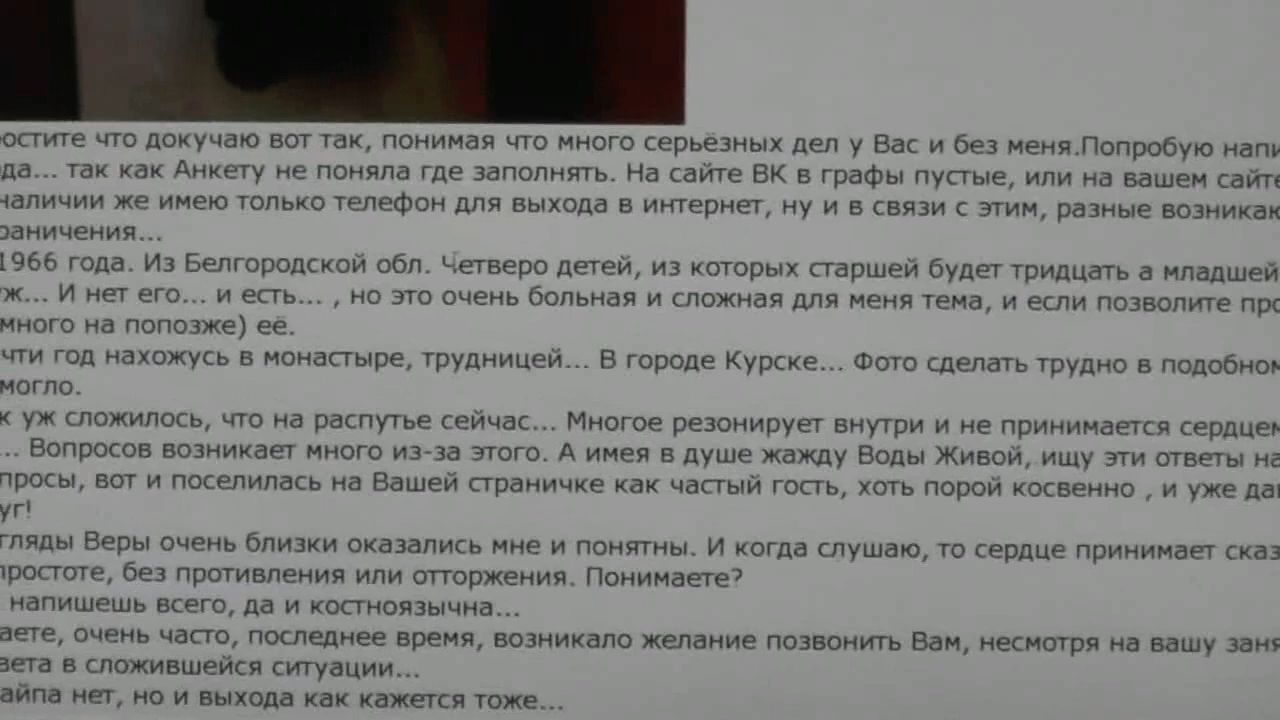 остите что докучаю вот так, понимая что много серьёзных дел у Вас и без меня.Попробую напи
да... так как Анкету не поняла где заполнять. На сайте ВК в графы пустые, или на вашем сайте
наличии же имею только телефон для выхода в интернет, ну и в связи с этим, разные возникаю
раничения...
1966 года. Из Белгородской обл. Четверо детей, из которых старшей будет тридцать а младшей
ж... И нет его... и есть... , но это очень больная и сложная для меня тема, и если позволите про
много на попозже) её.
чти год нахожусь в монастыре, трудницей... В городе Курске... Фото сделать трудно в подобном
могло.
к уж сложилось, что на распутье сейчас... Многое резонирует внутри и не принимается сердцем
... Вопросов возникает много из-за этого. А имея в душе жажду Воды Живой, ищу эти ответы на
просы, вот и поселилась на Вашей страничке как частый гость, хоть порой косвенно , и уже дав
уг!
гляды Веры очень близки оказались мне и понятны. И когда слушаю, то сердце принимает сказ
простоте, без противления или отторжения. Понимаете?
напишешь всего, да и костноязычна...
аете, очень часто, последнее время, возникало желание позвонить Вам, несмотря на вашу заня
вета в сложившейся ситуации...
айпа нет, но и выхода как кажется тоже...